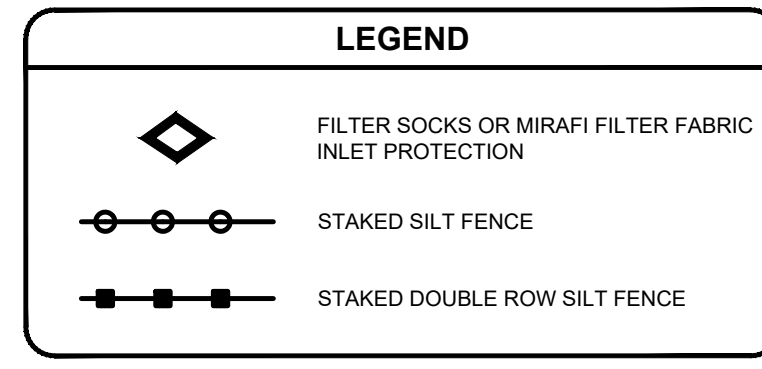 LEGEND
FILTER SOCKS OR MIRAFI FILTER FABRIC
INLET PROTECTION
STAKED SILT FENCE
STAKED DOUBLE ROW SILT FENCE